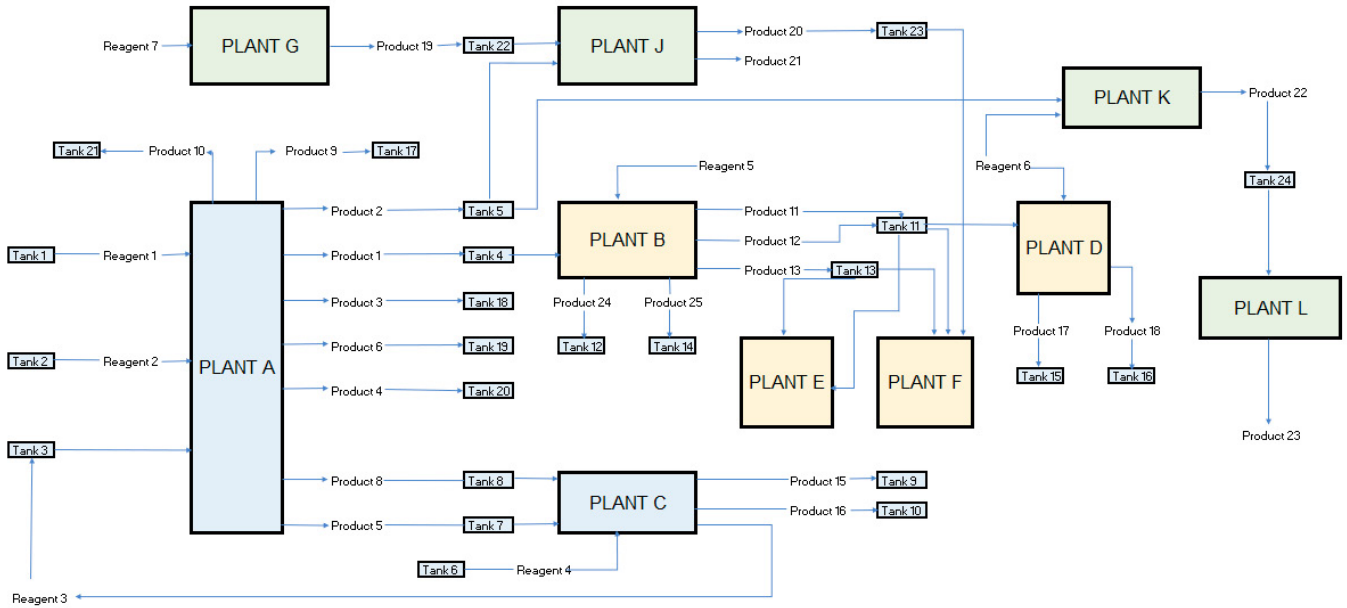 Reagent 7
PLANT G
Product 19
Tank 22
PLANT J
Product 20
Tank 23
Product 21
PLANT K
Product 22
Tank 21
Product 10
Product 9
Tank 17
Reagent 5
Reagent 6
Tank 24
Product 2
Tank 5
Product 11
Tank 11
PLANT B
Product 12
PLANT D
Tank 1
Reagent 1
Product 1
Tank 4
Product 13
Tank 13
Product 3
Tank 18
Product 24
Product 25
PLANT L
Product 17
Product 18
Product 6
Tank 19
Tank 12
Tank 14
Tank 2
Reagent 2
PLANT A
Tank 15
Tank 16
Product 4
Tank 20
PLANT E
PLANT F
Product 23
Tank 3
Product 8
Tank 8
PLANT C
Product 15
Tank 9
Product 16
Tank 10
Product 5
Tank 7
Tank 6
Reagent 4
Reagent 3